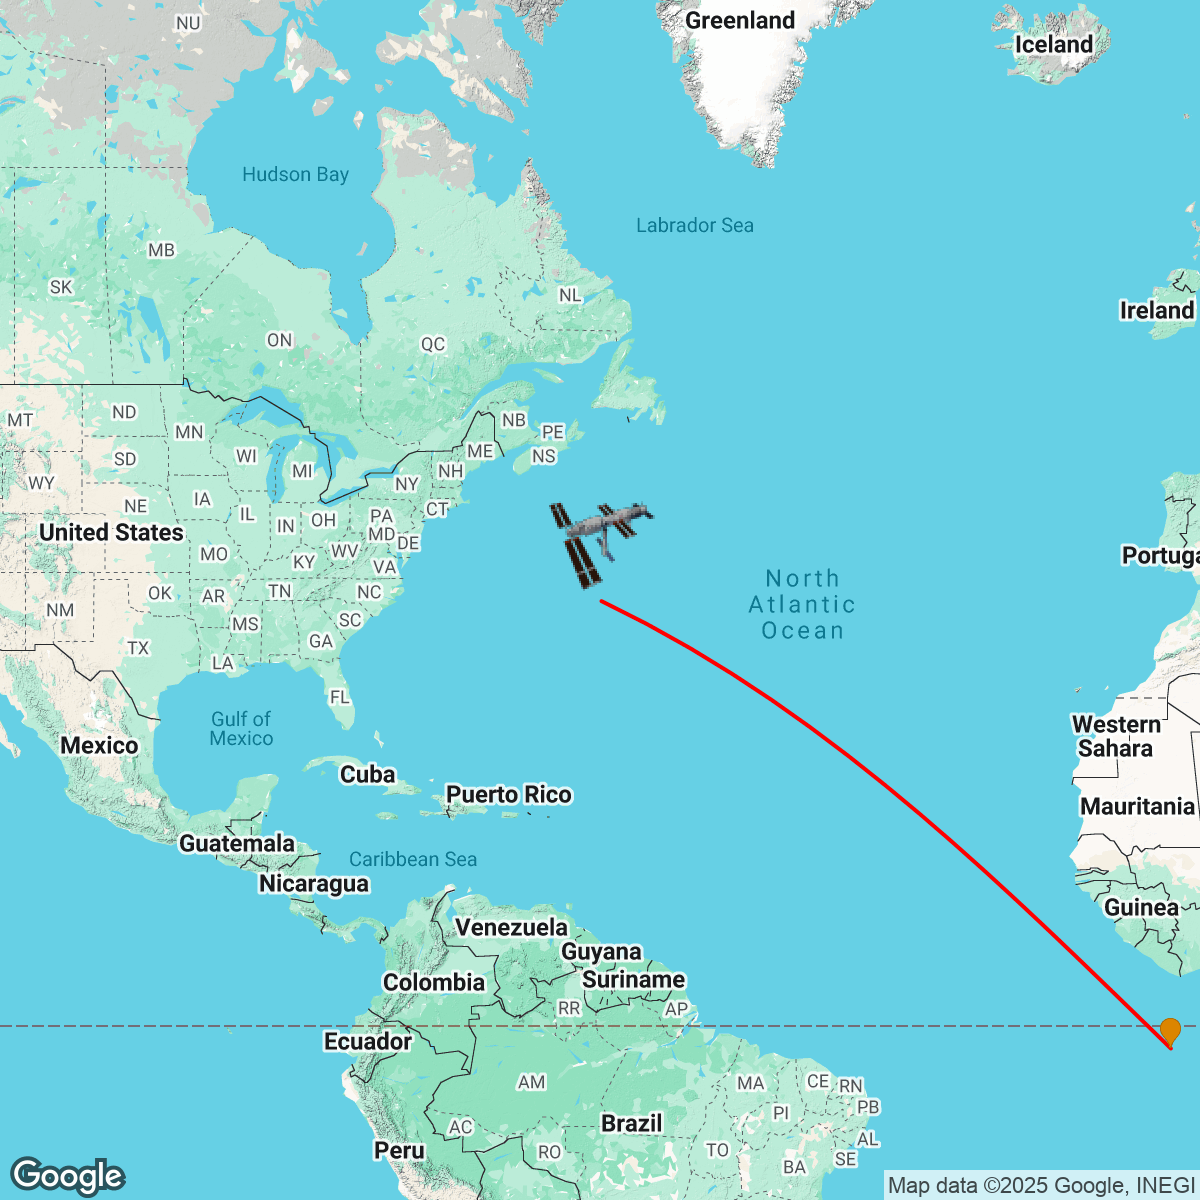 NU
Greenland
Iceland
Hudson Bay
Labrador Sea
MB
SK
NL
Ireland
ON
QC
MT
ND
MN
NB
PE
ME
NS
WI
SD
MI
NH
WY
NY
IA
NE
IL
CT
United States
IN
OH
PA
MD
DE
MO
WV
KY
VA
Portuga
North
Atlantic
Ocean
OK
AR
TN
NC
NM
MS
SC
GA
TX
LA
FL
Gulf of
Mexico
Western
Sahara
Mexico
Cuba
Puerto Rico
Mauritania
Guatemala
Caribbean Sea
Nicaragua
Guinea
Venezuela
Guyana
Colombia
Suriname
RR
AP
Ecuador
AM
MA
CE
RN
PB
PI
Brazil
AC
AL
Peru
RO
TO
SE
BA
Google
Map data ©2025 Google, INEGI